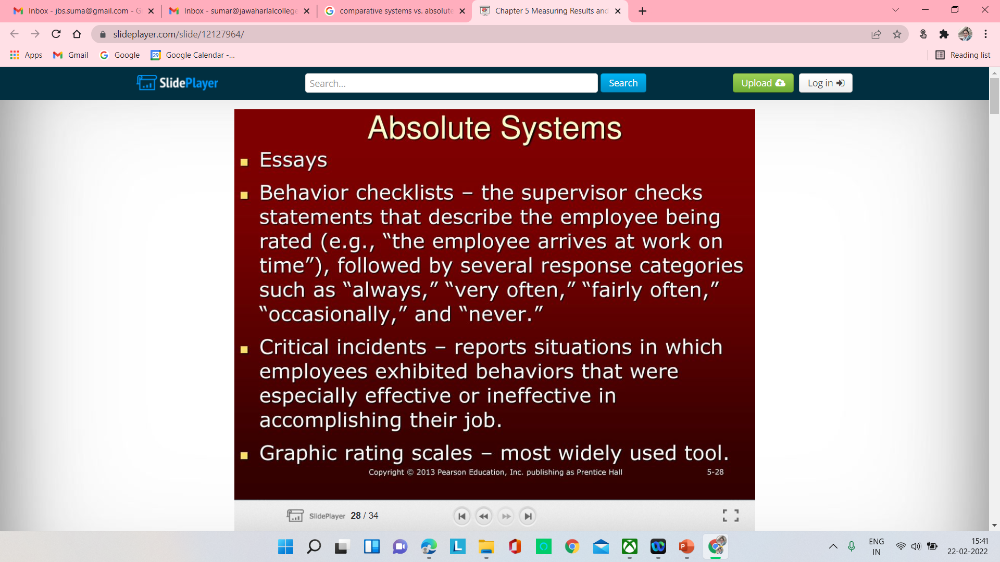 Inbox - jbs.suma@gmail.com - G
Inbox - sumar@jawaharlalcollege
comparative systems vs. absolute
Chapter 5 Measuring Results and
slideplayer.com/slide/12127964/
Apps
Gmail
Google
29
Google Calendar -...
Reading list
SlidePlayer
Search...
Search
Upload
Log in
Absolute Systems
Essays
Behavior checklists – the supervisor checks
statements that describe the employee being
rated (e.g., “the employee arrives at work on
time”), followed by several response categories
such as “always,” “very often,” “fairly often,”
“occasionally,” and “never.”
Critical incidents – reports situations in which
employees exhibited behaviors that were
especially effective or ineffective in
accomplishing their job.
Graphic rating scales – most widely used tool.
Copyright © 2013 Pearson Education, Inc. publishing as Prentice Hall
5-28
SlidePlayer
28 / 34
L
P
ENG
IN
15:41
22-02-2022